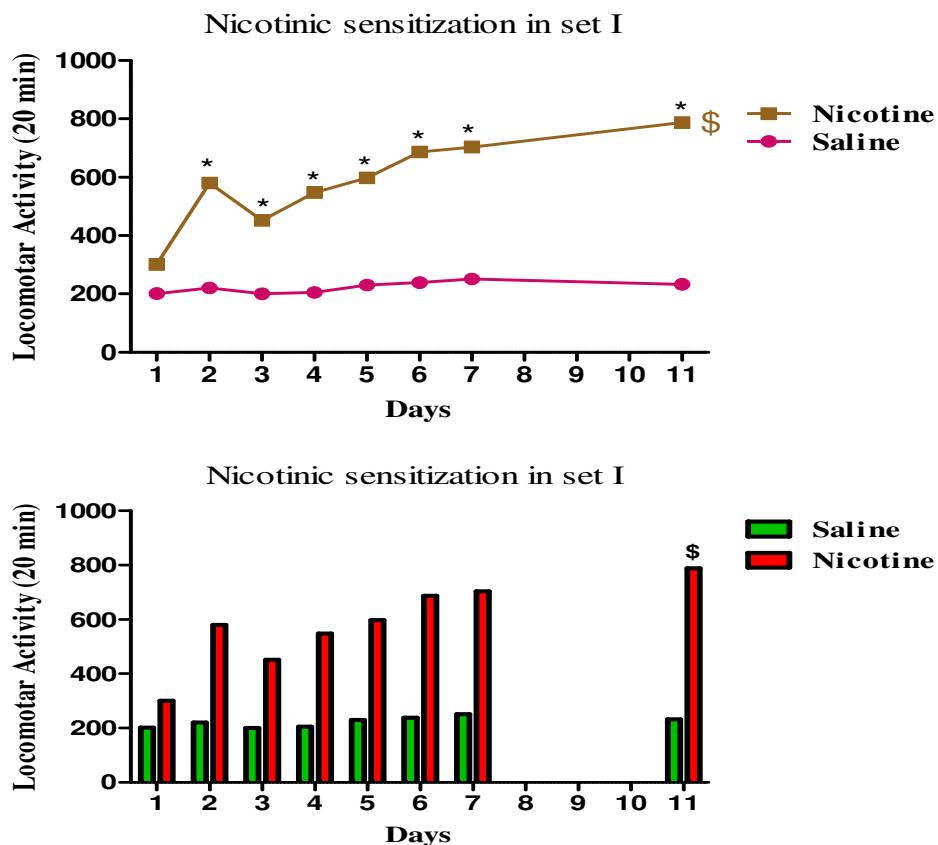 Nicotinic sensitization in set I
Locomotar Activity (20 min)
1000
800
600
400
200
0
* * * * * * * $
Nicotine
Saline
1 2 3 4 5 6 7 8 9 10 11
Days
Nicotinic sensitization in set I
Locomotar Activity (20 min)
1000
800
600
400
200
0
$
Saline
Nicotine
1 2 3 4 5 6 7 8 9 10 11
Days